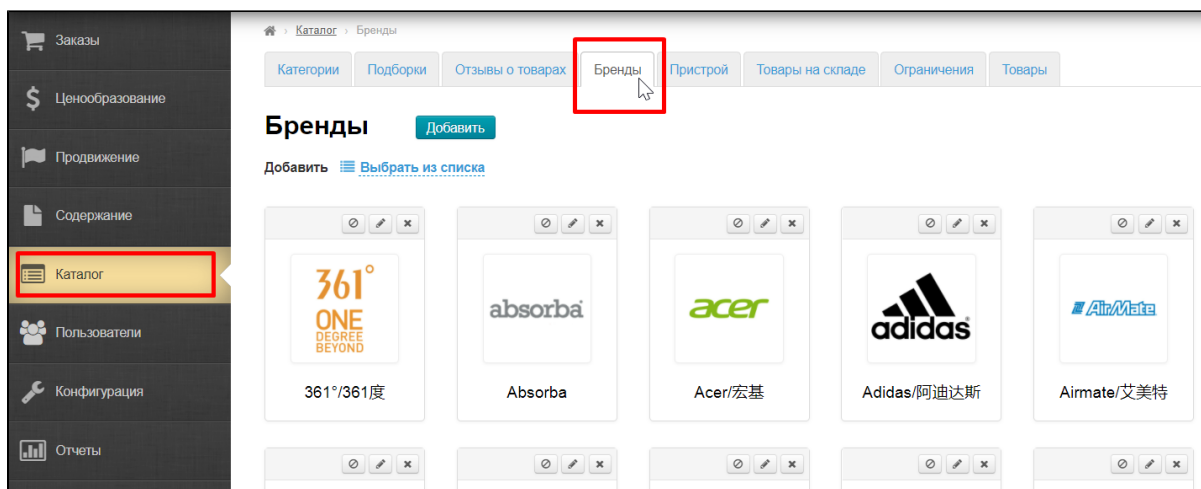 Заказы
Ценообразование
Продвижение
Содержание
Каталог
Пользователи
Конфигурация
Отчеты
Каталог › Бренды
Категории Подборки Отзывы о товарах Бренды Пристрой Товары на складе Ограничения Товары
Бренды Добавить
Добавить Выбрать из списка
361°
ONE
DEGREE
BEYOND
absorba
acer
adidas
AirMate
361°/361度 Absorba Acer/宏基 Adidas/阿迪达斯 Airmate/艾美特